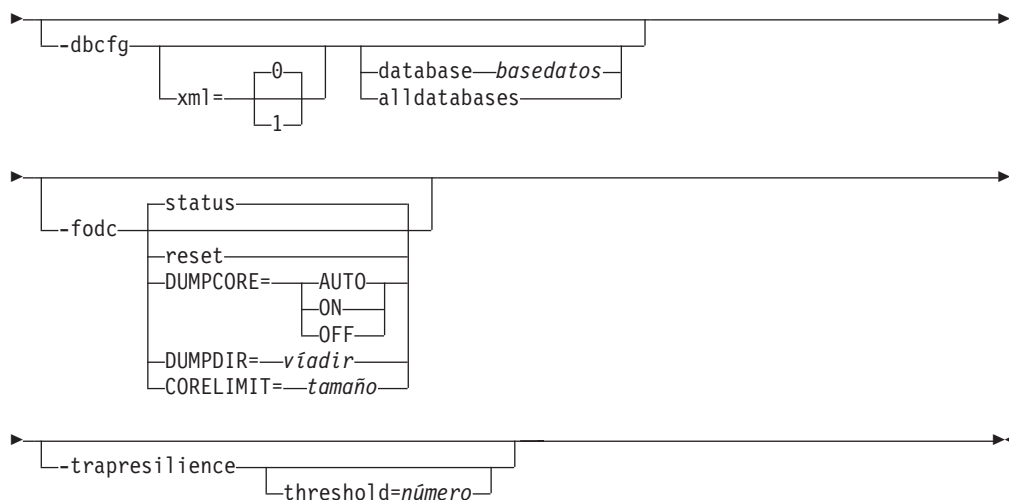 -dbcfg
xml=
0
1
database basedatos
alldatabases
-fodc
status
reset
DUMPCORE= AUTO
ON
OFF
DUMPDIR= víadir
CORELIMIT= tamaño
-trapresilience
threshold=número